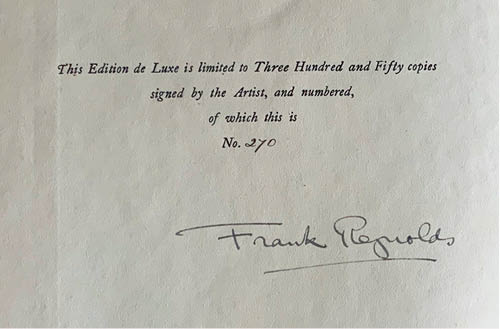 This Edition de Luxe is limited to Three Hundred and Fifty copies
signed by the Artist, and numbered,
of which this is
No. 270
Frank Reynolds